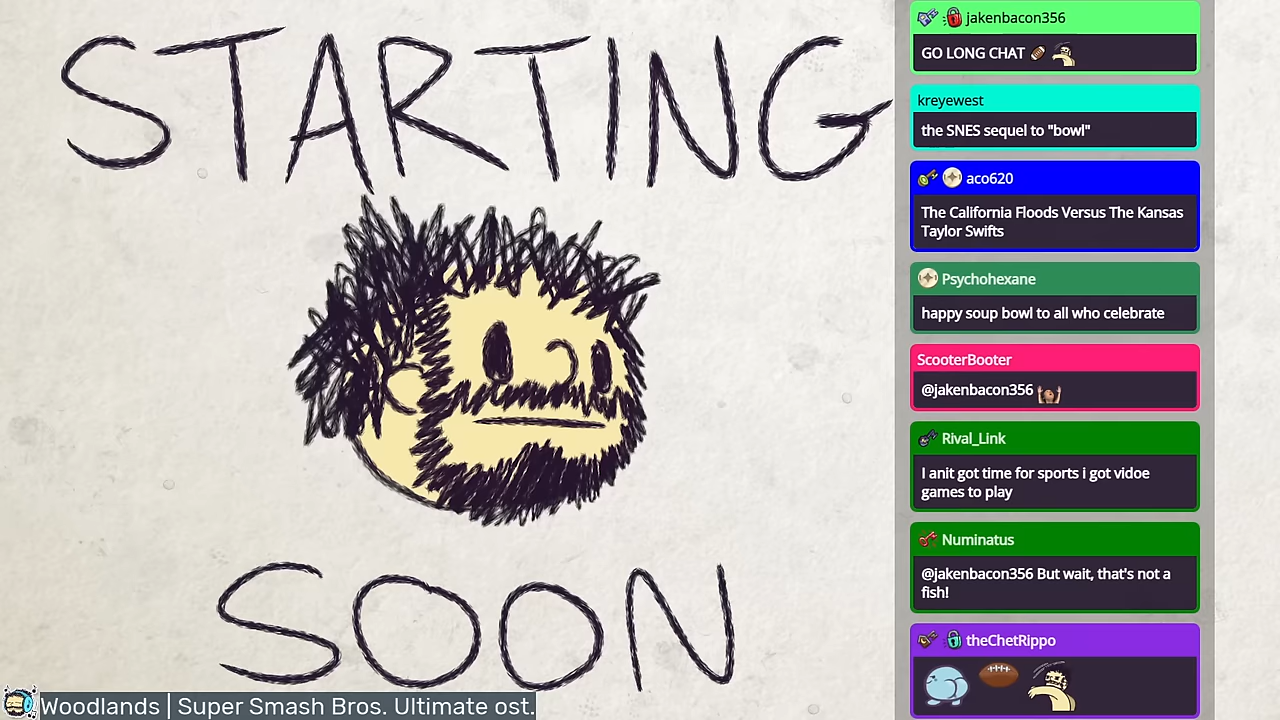 STARTING
SOON
Woodlands | Super Smash Bros. Ultimate ost.
jakenbacon356
GO LONG CHAT
kreyewest
the SNES sequel to "bowl"
aco620
The California Floods Versus The Kansas
Taylor Swifts
Psychohexane
happy soup bowl to all who celebrate
ScooterBooter
@jakenbacon356
Rival_Link
I anit got time for sports i got vidoe
games to play
Numinatus
@jakenbacon356 But wait, that's not a
fish!
theChetRippo